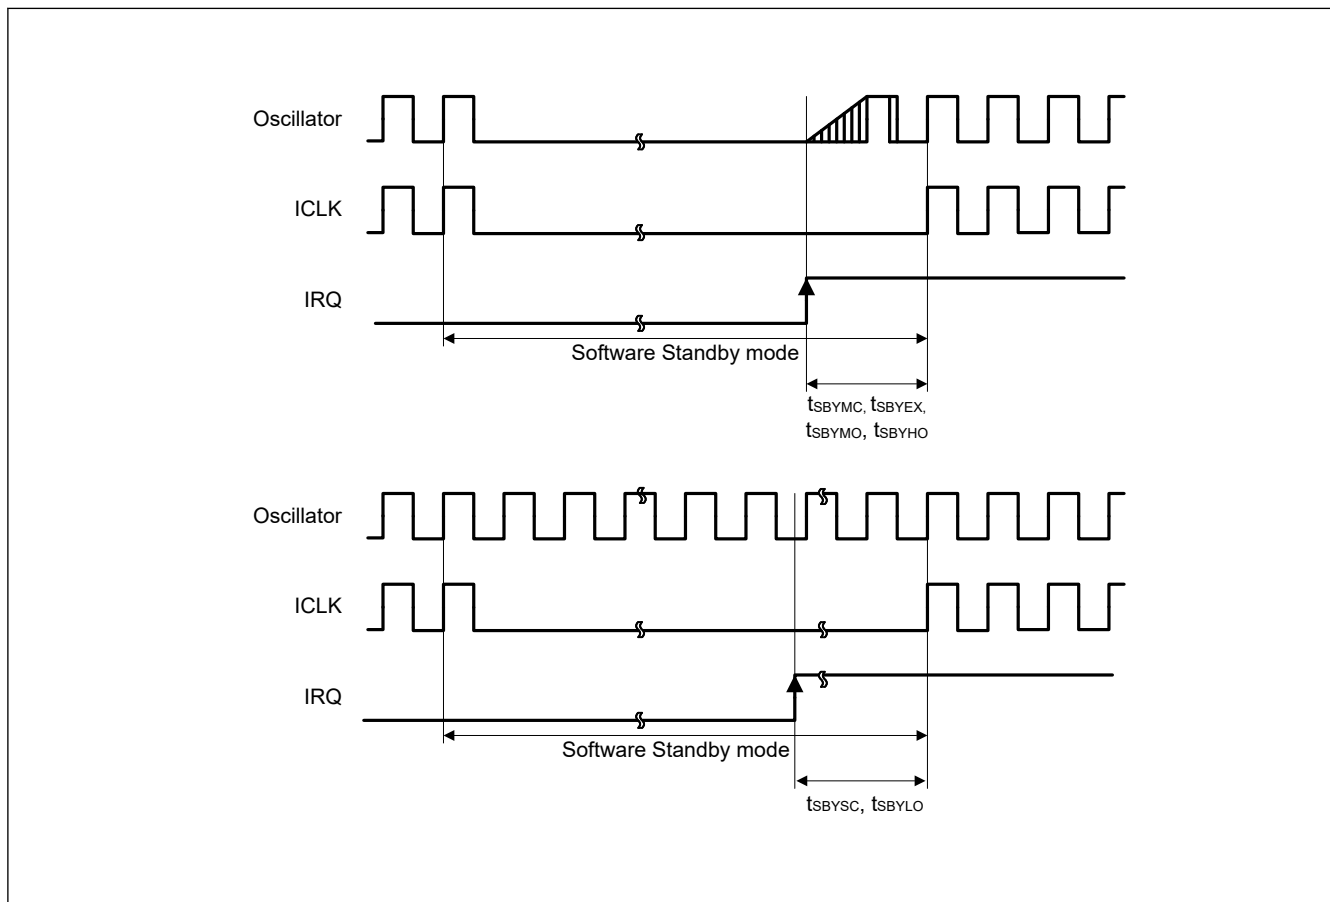 Oscillator
ICLK
IRQ
Software Standby mode
tSBYMC, tSBYEX,
tSBYMO, tSBYHO
Oscillator
ICLK
IRQ
Software Standby mode
tSBYSC, tSBYLO